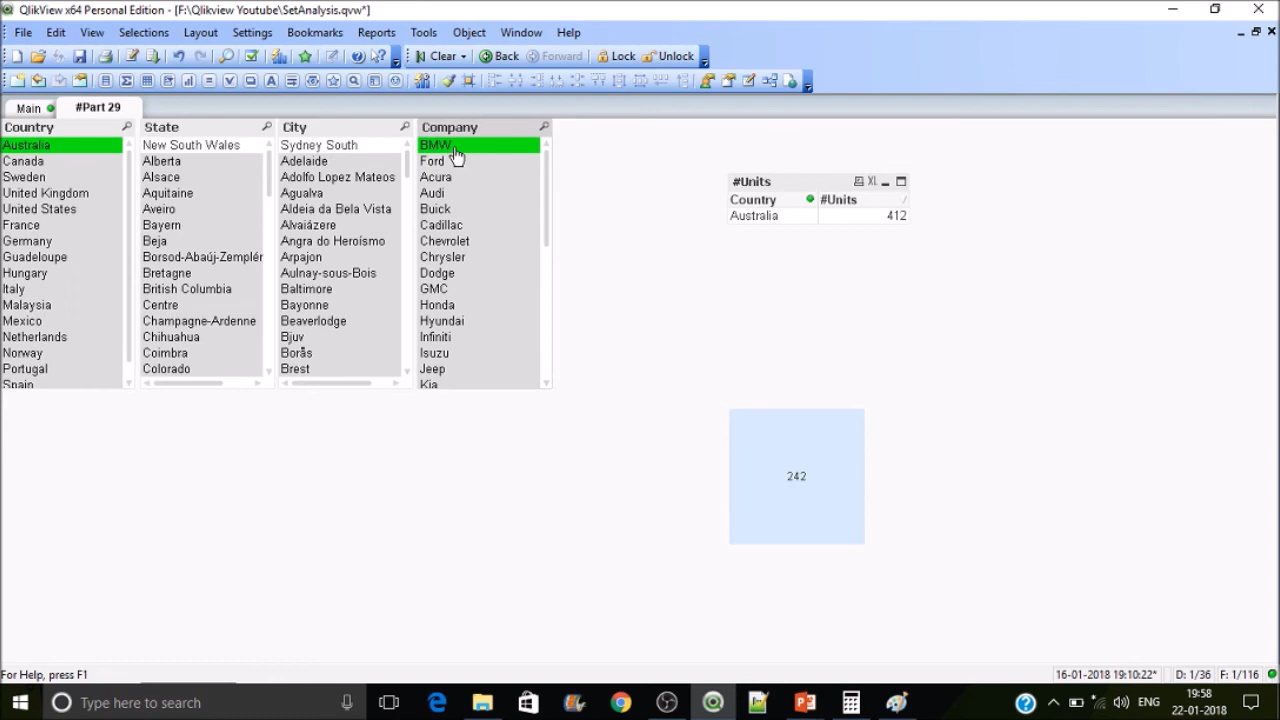 QlikView x64 Personal Edition - [F:\Qlikview Youtube\SetAnalysis.qvw*]
File Edit View Selections Layout Settings Bookmarks Reports Tools Object Window Help
Clear Back Forward Lock Unlock
Main #Part 29
Country State City Company
Australia New South Wales Sydney South BMW
Canada Alberta Adelaide Ford
Sweden Alsace Adolfo Lopez Mateos Acura
United Kingdom Aquitaine Agualva Audi
United States Aveiro Aldeia da Bela Vista Buick
France Bayern Alvaiázere Cadillac
Germany Beja Angra do Heroísmo Chevrolet
Guadeloupe Borsod-Abaúj-Zemplér Arpajon Chrysler
Hungary Bretagne Aulnay-sous-Bois Dodge
Italy British Columbia Baltimore GMC
Malaysia Centre Bayonne Honda
Mexico Champagne-Ardenne Beaverlodge Hyundai
Netherlands Chihuahua Bjuv Infiniti
Norway Coimbra Borås Isuzu
Portugal Colorado Brest Jeep
Spain Kia
#Units XL
Country #Units
Australia 412
242
For Help, press F1 16-01-2018 19:10:22* D: 1/36 F: 1/116
Type here to search ENG 19:58
22-01-2018